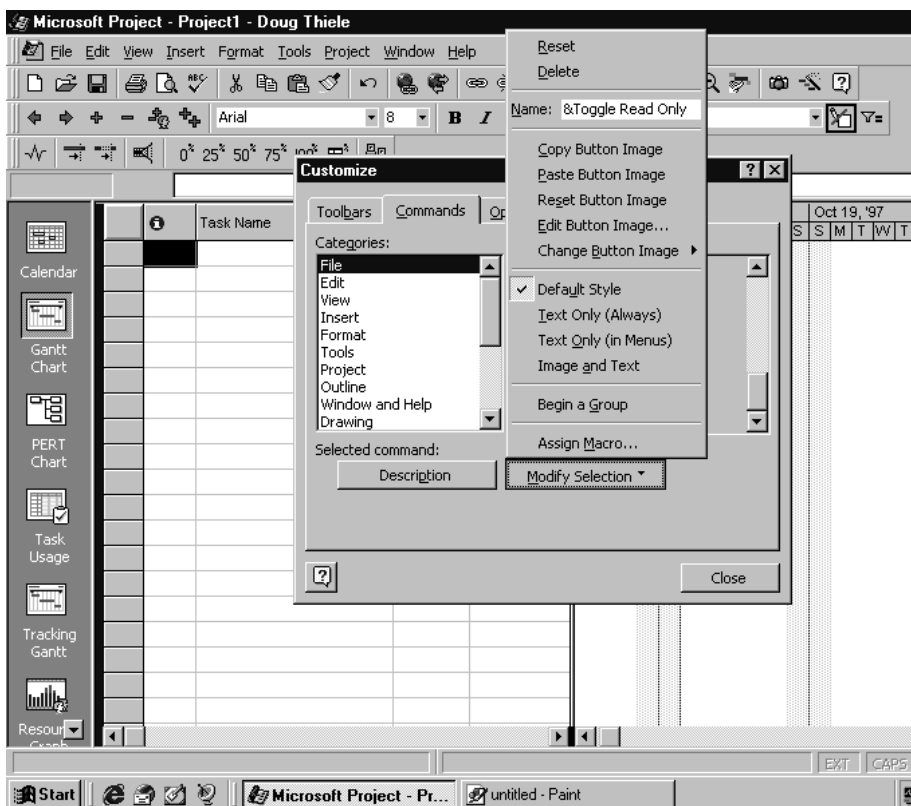 Microsoft Project - Project1 - Doug Thiele
File Edit View Insert Format Tools Project Window Help
Arial 8 B I
0% 25% 50% 75% 100%
Task Name
Oct 19, '97
S S M T W T
Calendar
Gantt
Chart
PERT
Chart
Task
Usage
Tracking
Gantt
Customize
Toolbars Commands
Categories:
File
Edit
View
Insert
Format
Tools
Project
Outline
Window and Help
Drawing
Selected command:
Description
Modify Selection
Close
Reset
Delete
Name: &Toggle Read Only
Copy Button Image
Paste Button Image
Reset Button Image
Edit Button Image...
Change Button Image
Default Style
Text Only (Always)
Text Only (in Menus)
Image and Text
Begin a Group
Assign Macro...
EXT CAPS
Start Microsoft Project - Pr... untitled - Paint